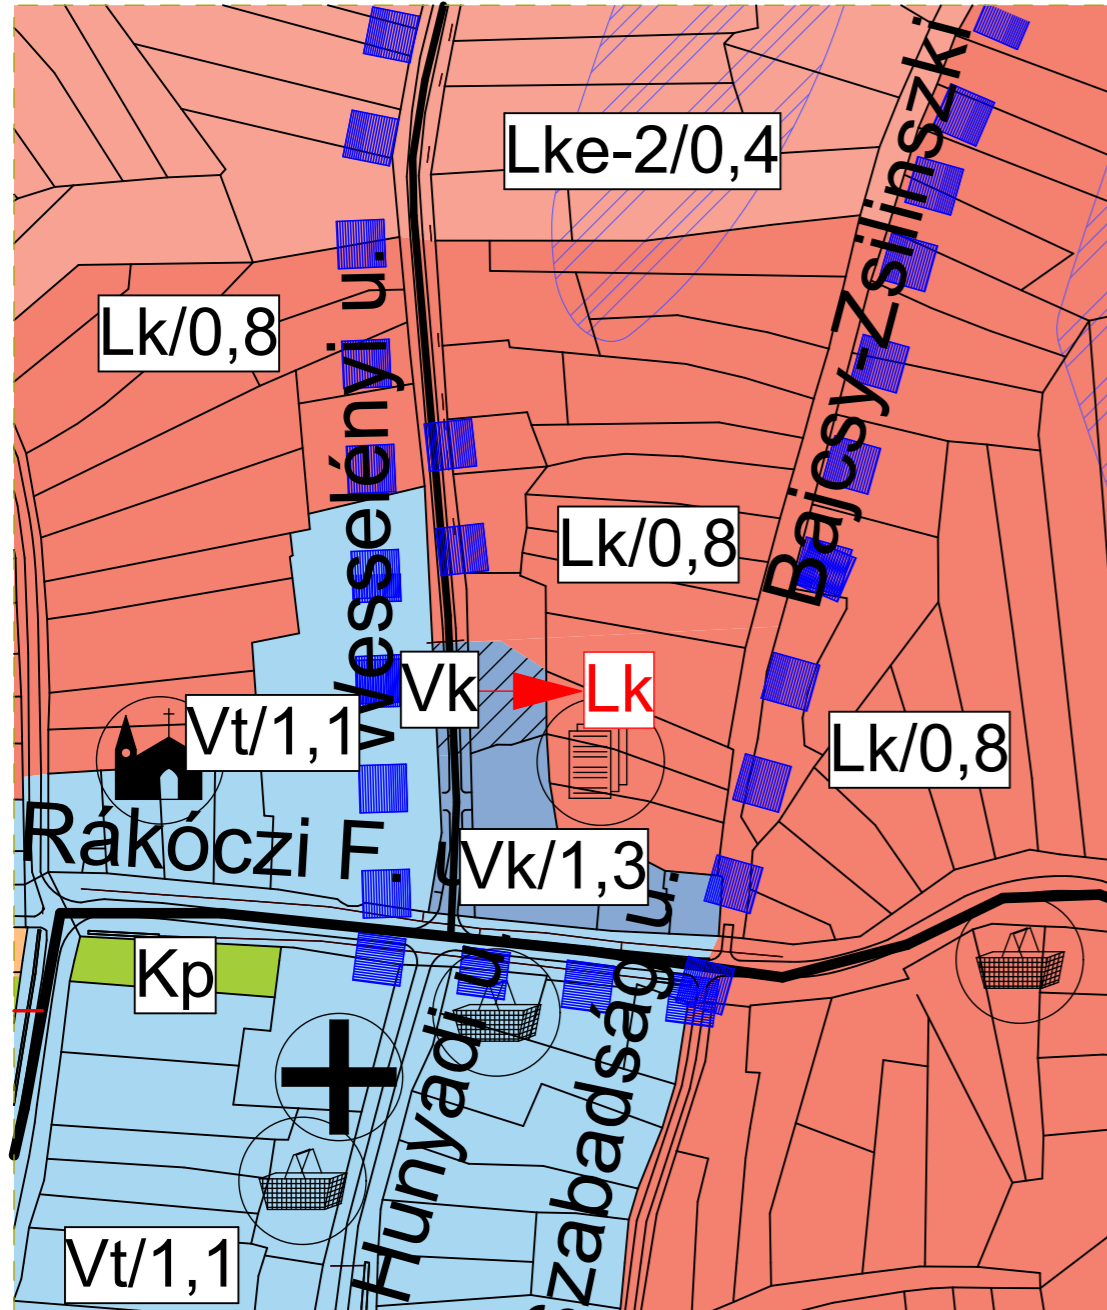 Lke-2/0,4
Bajcsy-Zsilinszki
Lk/0,8
Wesselényi u.
Lk/0,8
Vk
Lk
Vt/1,1
Lk/0,8
Rákóczi F.
Vk/1,3
Kp
Hunyadi u.
Szabadság u.
Vt/1,1